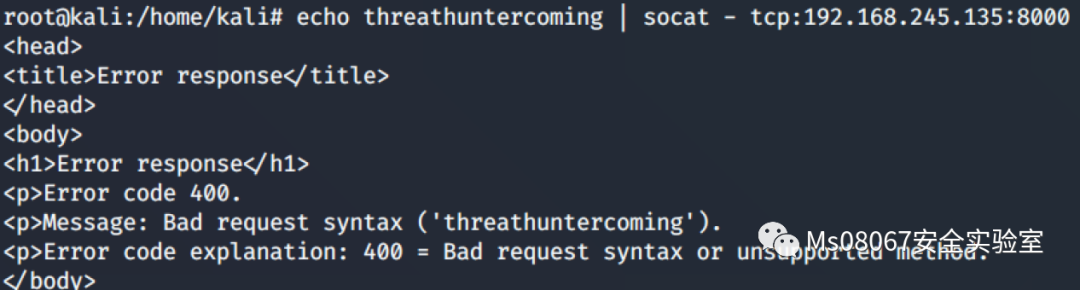 root@kali:/home/kali# echo threathuntercoming | socat - tcp:192.168.245.135:8000
<head>
<title>Error response</title>
</head>
<body>
<h1>Error response</h1>
<p>Error code 400.
<p>Message: Bad request syntax ('threathuntercoming').
<p>Error code explanation: 400 = Bad request syntax or unsupported method.
Ms08067安全实验室
</body>